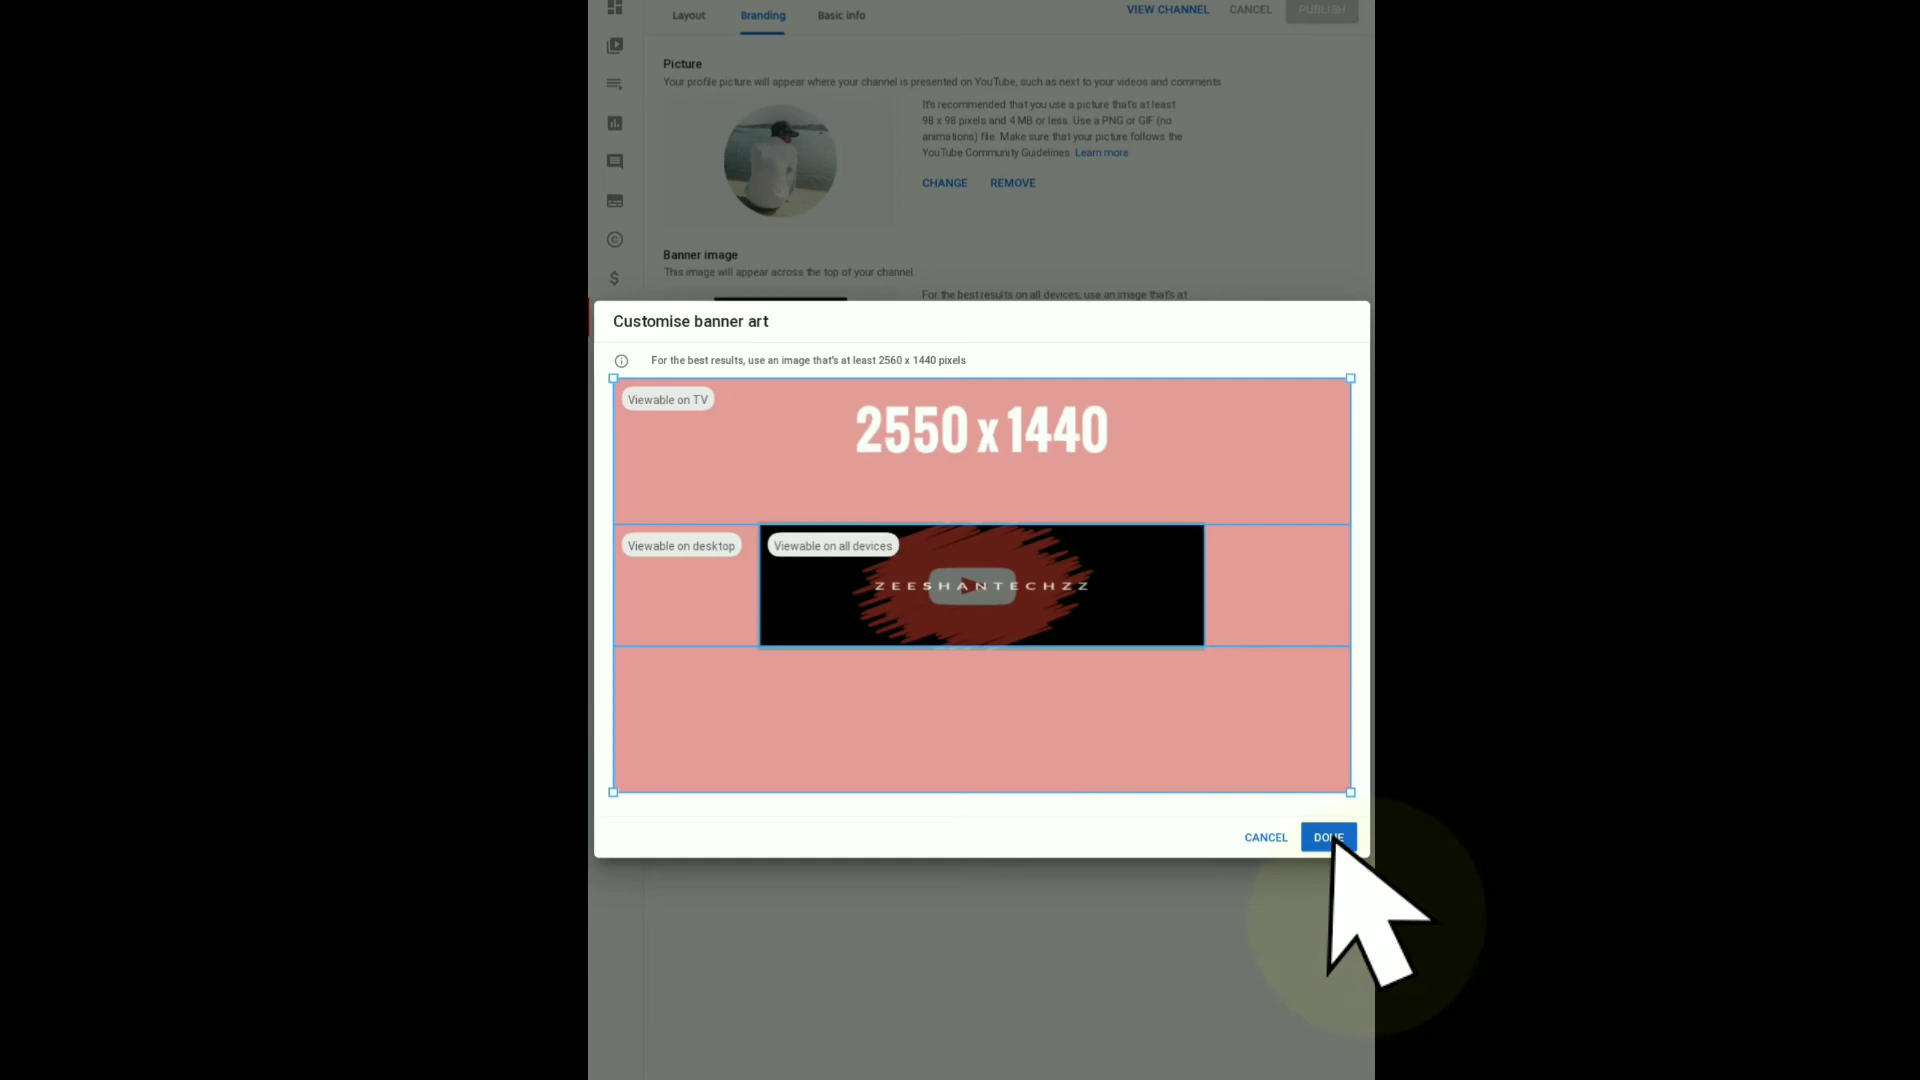 Layout Branding Basic info VIEW CHANNEL CANCEL PUBLISH
Picture
Your profile picture will appear where your channel is presented on YouTube, such as next to your videos and comments
It's recommended that you use a picture that's at least
98 x 98 pixels and 4 MB or less. Use a PNG or GIF (no
animations) file. Make sure that your picture follows the
YouTube Community Guidelines. Learn more
CHANGE REMOVE
Banner image
This image will appear across the top of your channel
For the best results on all devices, use an image that's at
Customise banner art
For the best results, use an image that's at least 2560 x 1440 pixels
Viewable on TV
2550 x 1440
Viewable on desktop
Viewable on all devices
ZEESHANTECHZZ
CANCEL DONE